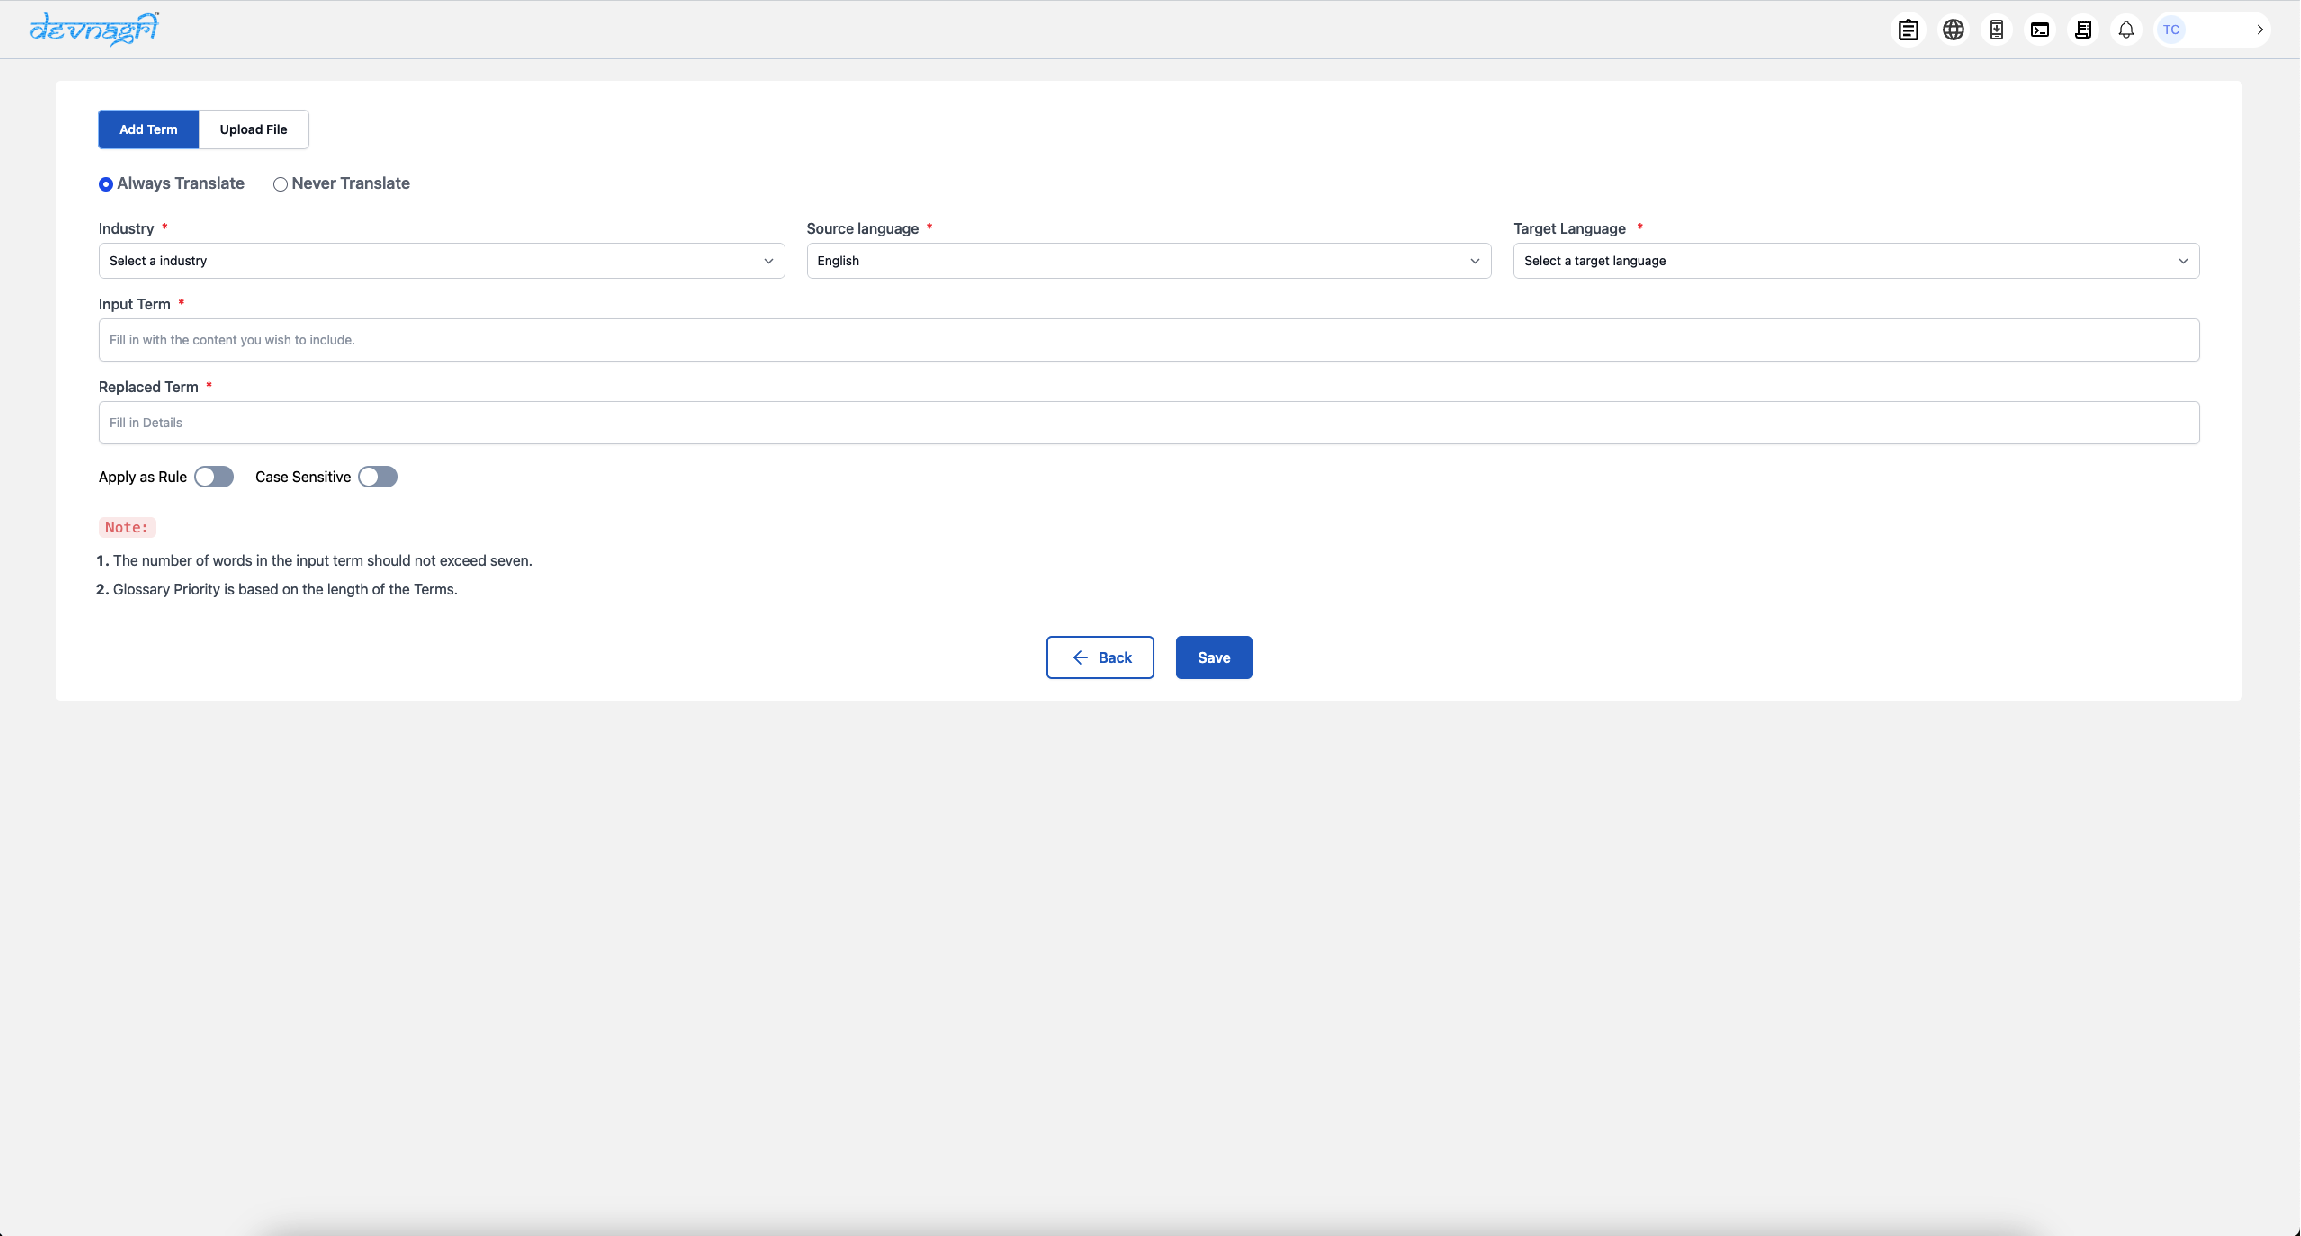 devnagri
TC
Add Term Upload File
Always Translate Never Translate
Industry * Source language * Target Language *
Select a industry English Select a target language
Input Term *
Fill in with the content you wish to include.
Replaced Term *
Fill in Details
Apply as Rule Case Sensitive
Note:
1. The number of words in the input term should not exceed seven.
2. Glossary Priority is based on the length of the Terms.
Back Save